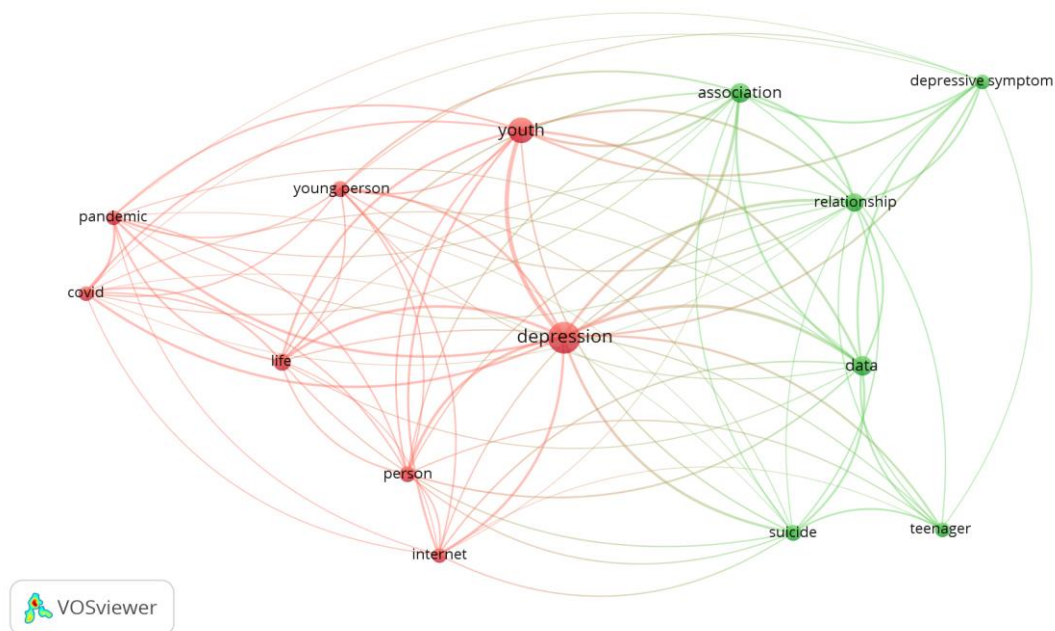 depressive symptom
association
youth
young person
relationship
pandemic
covid
depression
life
data
person
teenager
suicide
internet
VOSviewer